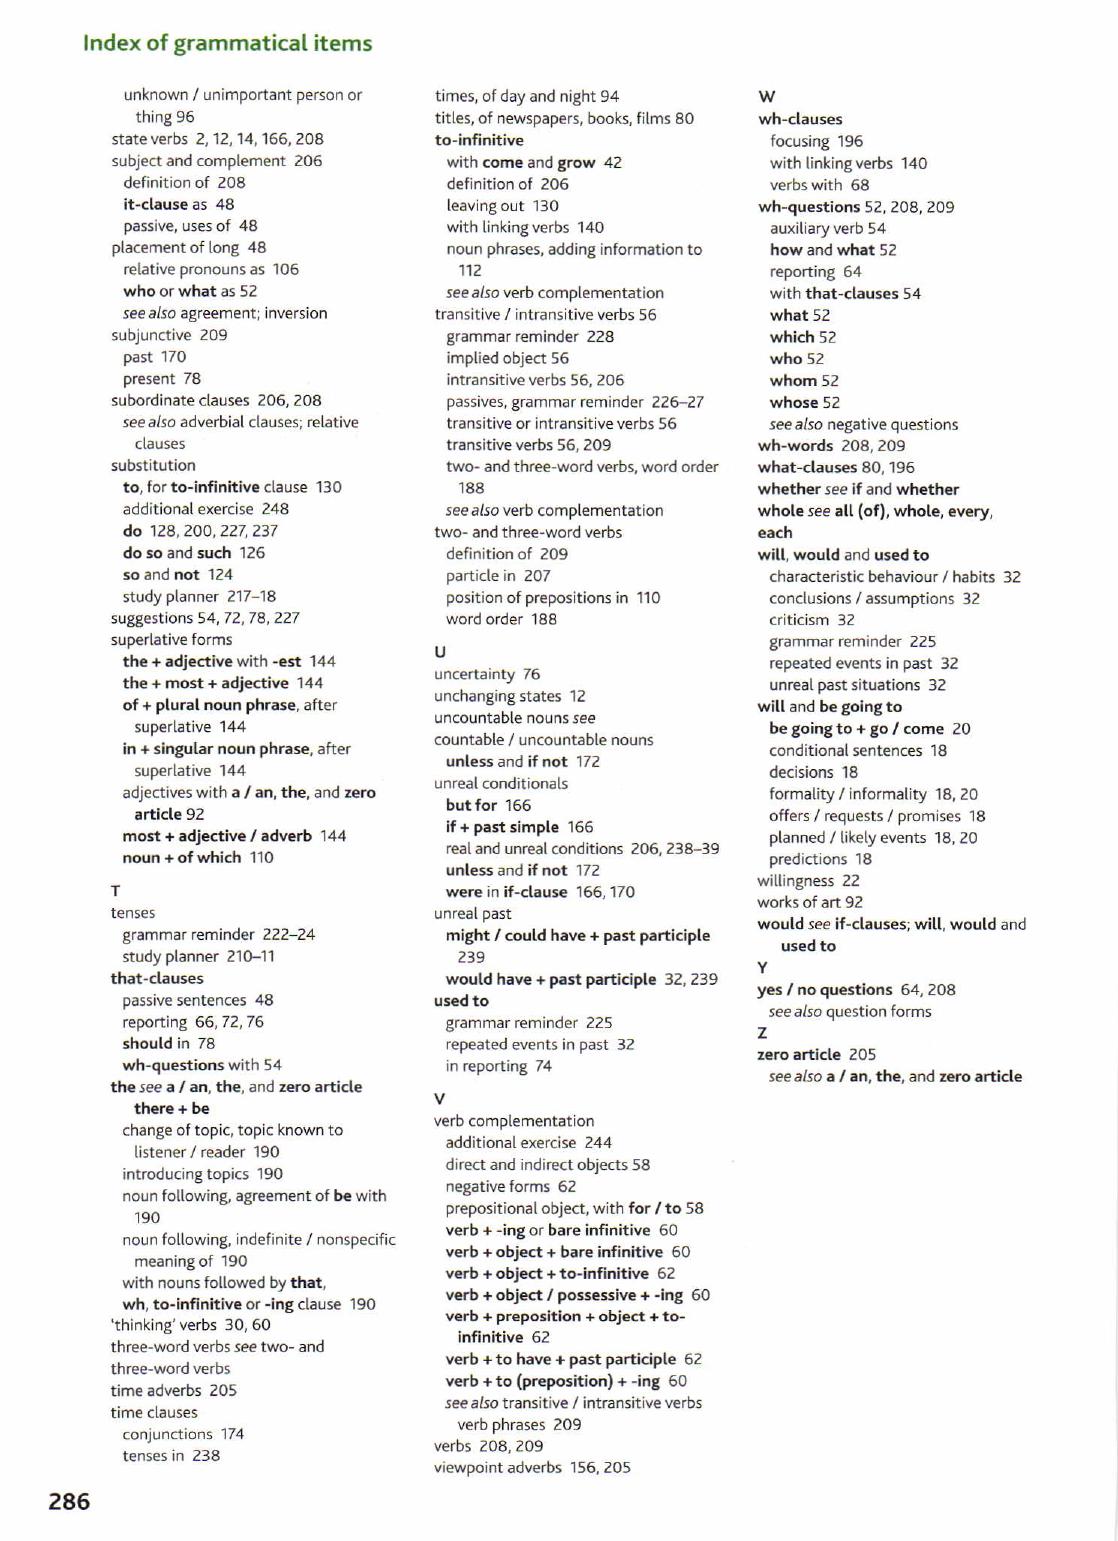 Index of grammatical items
unknown / unimportant person or
thing 96
state verbs 2, 12, 14, 166, 208
subject and complement 206
definition of 208
it-clause as 48
passive, uses of 48
placement of long 48
relative pronouns as 106
who or what as 52
see also agreement; inversion
subjunctive 209
past 170
present 78
subordinate clauses 206, 208
see also adverbial clauses; relative
clauses
substitution
to, for to-infinitive clause 130
additional exercise 248
do 128, 200, 227, 237
do so and such 126
so and not 124
study planner 217–18
suggestions 54, 72, 78, 227
superlative forms
the + adjective with -est 144
the + most + adjective 144
of + plural noun phrase, after
superlative 144
in + singular noun phrase, after
superlative 144
adjectives with a / an, the, and zero
article 92
most + adjective / adverb 144
noun + of which 110
T
tenses
grammar reminder 222–24
study planner 210–11
that-clauses
passive sentences 48
reporting 66, 72, 76
should in 78
wh-questions with 54
the see a / an, the, and zero article
there + be
change of topic, topic known to
listener / reader 190
introducing topics 190
noun following, agreement of be with
190
noun following, indefinite / nonspecific
meaning of 190
with nouns followed by that,
wh, to-infinitive or -ing clause 190
'thinking' verbs 30, 60
three-word verbs see two- and
three-word verbs
time adverbs 205
time clauses
conjunctions 174
tenses in 238
times, of day and night 94
titles, of newspapers, books, films 80
to-infinitive
with come and grow 42
definition of 206
leaving out 130
with linking verbs 140
noun phrases, adding information to
112
see also verb complementation
transitive / intransitive verbs 56
grammar reminder 228
implied object 56
intransitive verbs 56, 206
passives, grammar reminder 226–27
transitive or intransitive verbs 56
transitive verbs 56, 209
two- and three-word verbs, word order
188
see also verb complementation
two- and three-word verbs
definition of 209
particle in 207
position of prepositions in 110
word order 188
U
uncertainty 76
unchanging states 12
uncountable nouns see
countable / uncountable nouns
unless and if not 172
unreal conditionals
but for 166
if + past simple 166
real and unreal conditions 206, 238–39
unless and if not 172
were in if-clause 166, 170
unreal past
might / could have + past participle
239
would have + past participle 32, 239
used to
grammar reminder 225
repeated events in past 32
in reporting 74
V
verb complementation
additional exercise 244
direct and indirect objects 58
negative forms 62
prepositional object, with for / to 58
verb + -ing or bare infinitive 60
verb + object + bare infinitive 60
verb + object + to-infinitive 62
verb + object / possessive + -ing 60
verb + preposition + object + to-
infinitive 62
verb + to have + past participle 62
verb + to (preposition) + -ing 60
see also transitive / intransitive verbs
verb phrases 209
verbs 208, 209
viewpoint adverbs 156, 205
W
wh-clauses
focusing 196
with linking verbs 140
verbs with 68
wh-questions 52, 208, 209
auxiliary verb 54
how and what 52
reporting 64
with that-clauses 54
what 52
which 52
who 52
whom 52
whose 52
see also negative questions
wh-words 208, 209
what-clauses 80, 196
whether see if and whether
whole see all (of), whole, every,
each
will, would and used to
characteristic behaviour / habits 32
conclusions / assumptions 32
criticism 32
grammar reminder 225
repeated events in past 32
unreal past situations 32
will and be going to
be going to + go / come 20
conditional sentences 18
decisions 18
formality / informality 18, 20
offers / requests / promises 18
planned / likely events 18, 20
predictions 18
willingness 22
works of art 92
would see if-clauses; will, would and
used to
Y
yes / no questions 64, 208
see also question forms
Z
zero article 205
see also a / an, the, and zero article
286